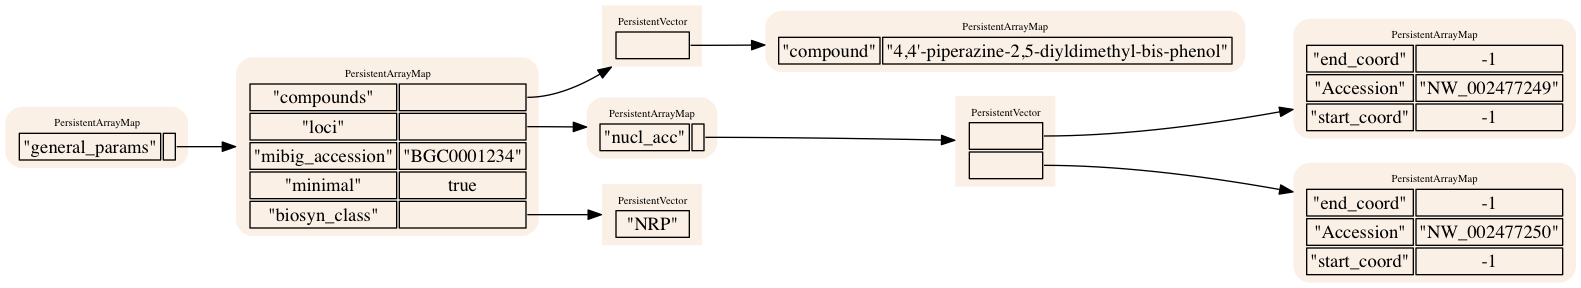 PersistentArrayMap
"general_params"
PersistentArrayMap
"compounds"
"loci"
"mibig_accession" "BGC0001234"
"minimal" true
"biosyn_class"
PersistentVector
PersistentArrayMap
"compound" "4,4'-piperazine-2,5-diyldimethyl-bis-phenol"
PersistentArrayMap
"nucl_acc"
PersistentVector
"NRP"
PersistentVector
PersistentArrayMap
"end_coord" -1
"Accession" "NW_002477249"
"start_coord" -1
PersistentArrayMap
"end_coord" -1
"Accession" "NW_002477250"
"start_coord" -1